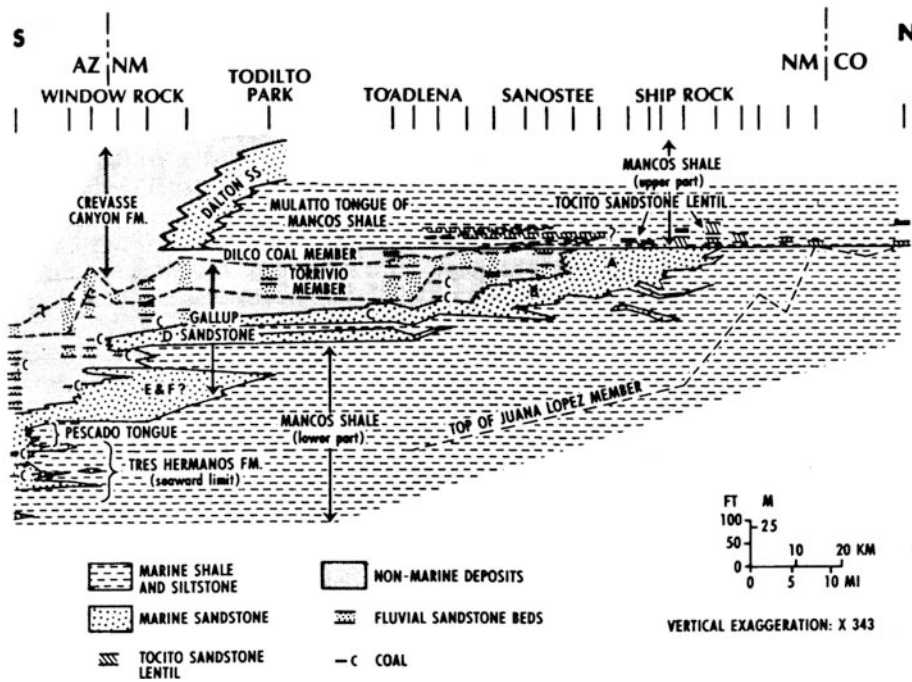 S
N
AZ NM
NM CO
WINDOW ROCK
TODILTO
PARK
TO'ADLENA
SANOSTEE
SHIP ROCK
CREVASSE
CANYON FM.
DALTON SS.
MULATTO TONGUE OF
MANCOS SHALE
MANCOS SHALE
(upper part)
TOCITO SANDSTONE LENTIL
DILCO COAL MEMBER
TORRIVIO
MEMBER
A
B
C
GALLUP
D SANDSTONE
E & F ?
PESCADO TONGUE
TRES HERMANOS FM.
(seaward limit)
MANCOS SHALE
(lower part)
TOP OF JUANA LOPEZ MEMBER
FT M
100
25
50
0
10 20 KM
0 5 10 MI
VERTICAL EXAGGERATION: X 343
MARINE SHALE
AND SILTSTONE
MARINE SANDSTONE
TOCITO SANDSTONE
LENTIL
NON-MARINE DEPOSITS
FLUVIAL SANDSTONE BEDS
C COAL